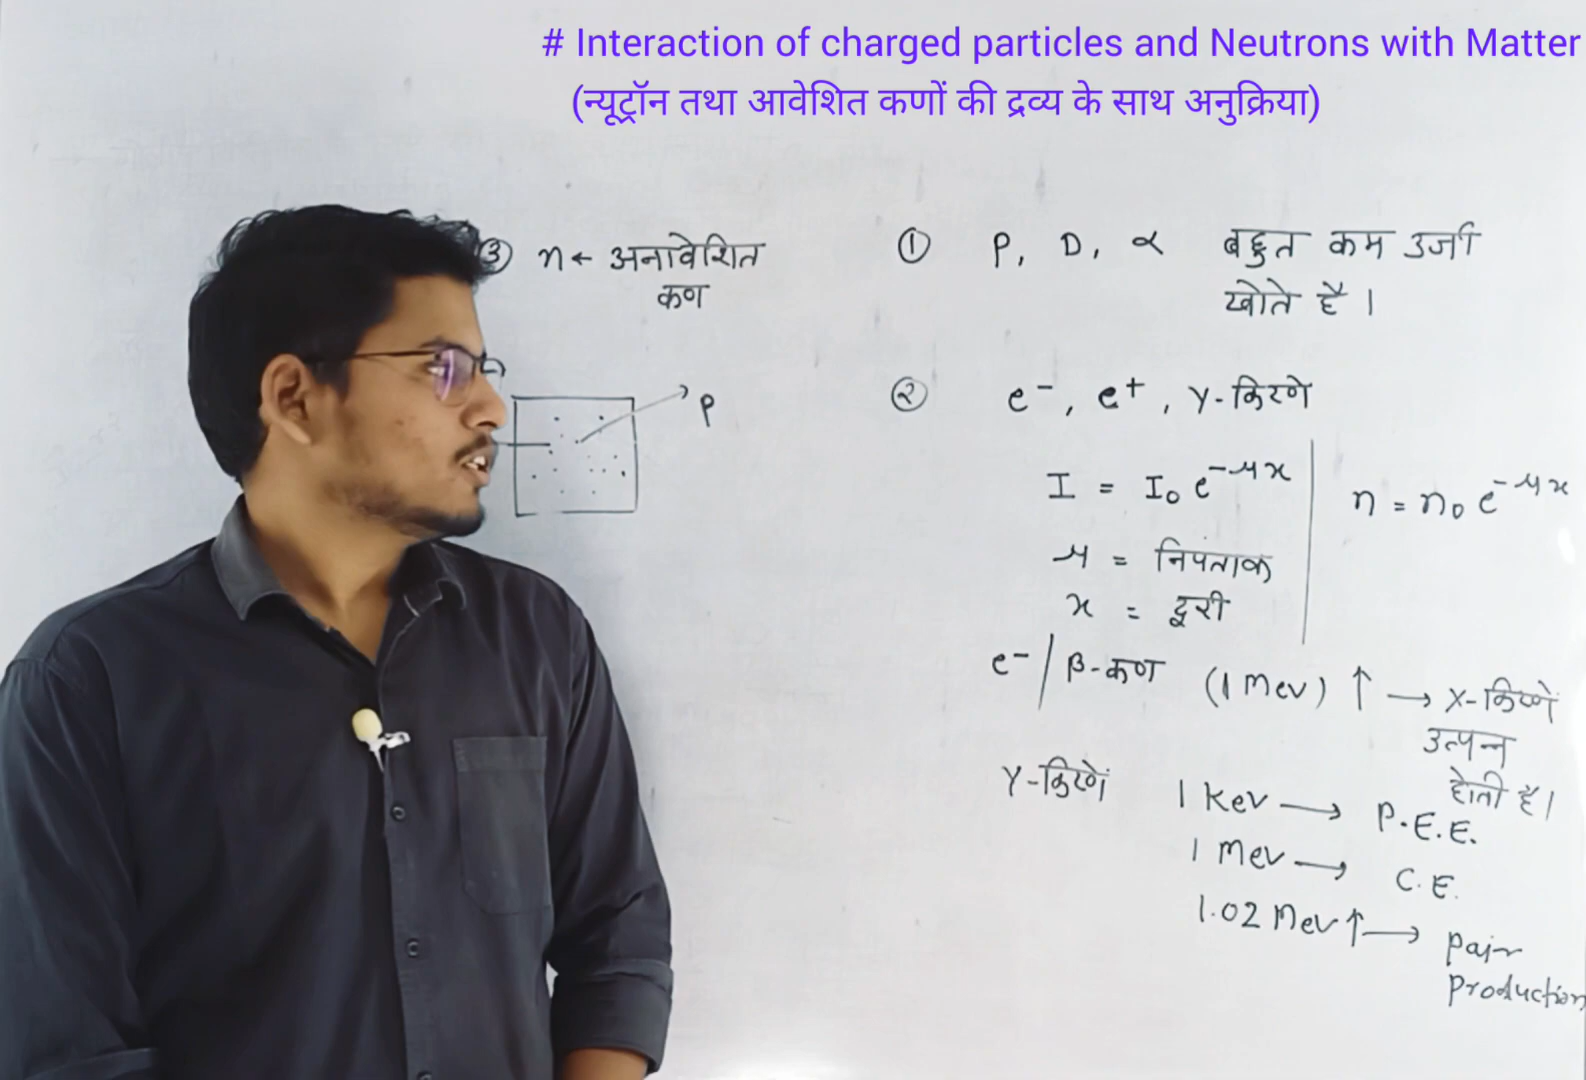 # Interaction of charged particles and Neutrons with Matter
(न्यूट्रॉन तथा आवेशित कणों की द्रव्य के साथ अनुक्रिया)
③ n ← अनावेशित
कण
P
① P, D, α बहुत कम उर्जा
खोते है।
② e⁻, e⁺, γ-किरणे
I = I₀ e^-μx
n = n₀ e^-μx
μ =
x = दूरी
e⁻/β-कण (1 Mev) ↑ → X-किरणे
उत्पन्न
होती हैं।
γ-किरणें
1 Kev → P.E.E.
1 Mev → C.E.
1.02 Mev ↑ → Pair
Production